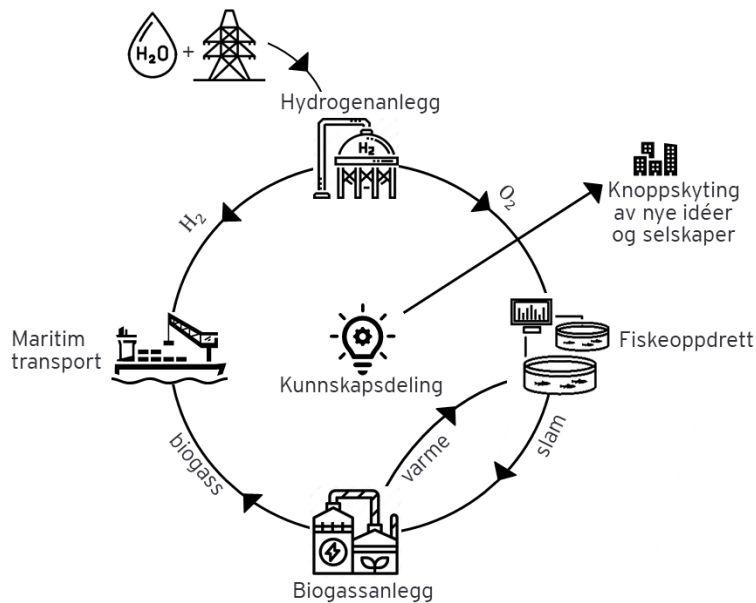 H₂O +
Hydrogenanlegg
H₂
H₂
O₂
Knoppskyting
av nye idéer
og selskaper
Maritim
transport
Kunnskapsdeling
Fiskeoppdrett
biogass
varme
slam
Biogassanlegg